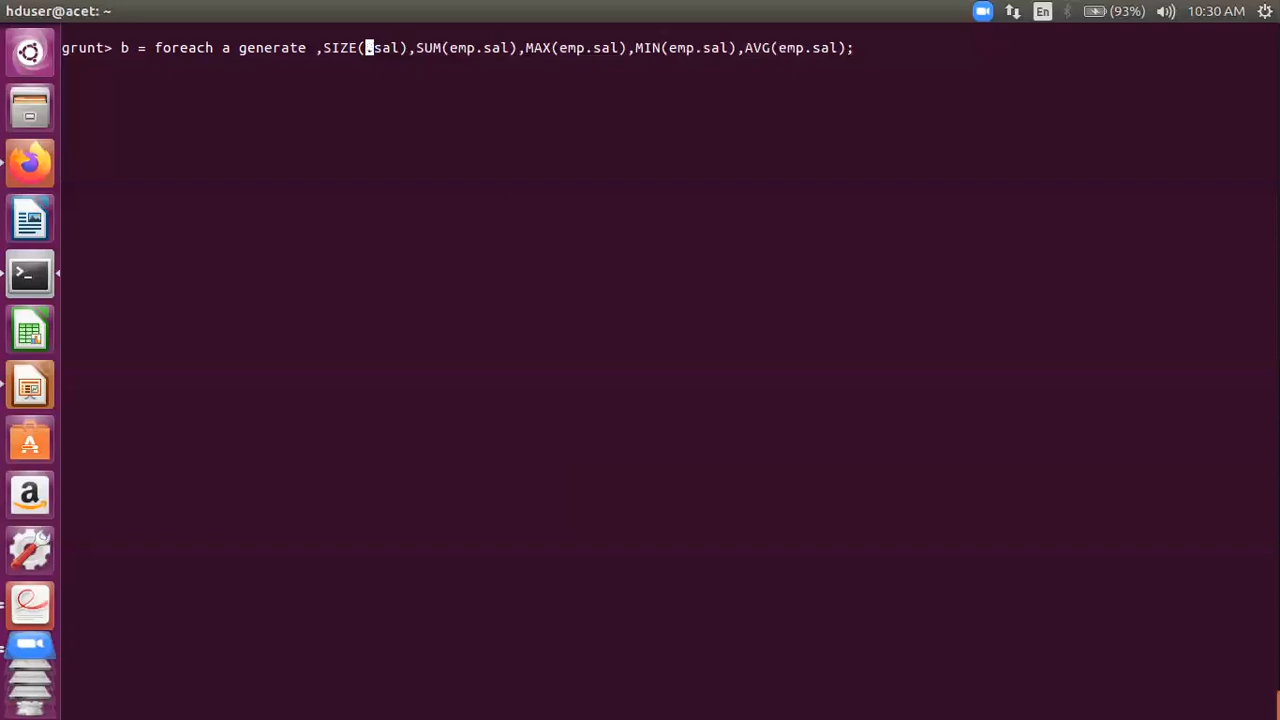 hduser@acet: ~
En
(93%)
10:30 AM
grunt> b = foreach a generate ,SIZE(.sal),SUM(emp.sal),MAX(emp.sal),MIN(emp.sal),AVG(emp.sal);